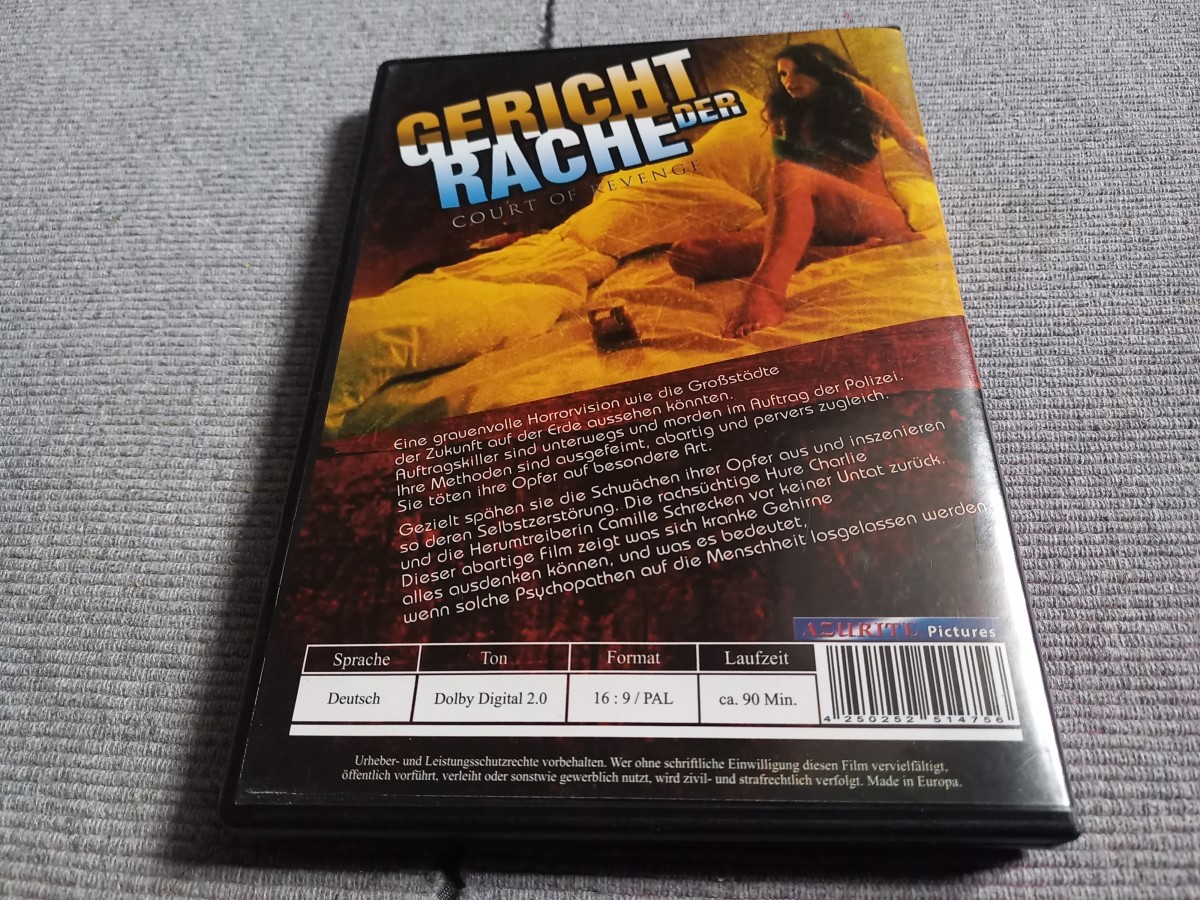 GERICHT
DER
RACHE
COURT OF REVENGE
Eine grauenvolle Horrorvision wie die Großstädte
der Zukunft auf der Erde aussehen könnten.
Auftragskiller sind unterwegs und morden im Auftrag der Polizei.
Ihre Methoden sind ausgefeimt, abartig und pervers zugleich.
Sie töten ihre Opfer auf besondere Art.
Gezielt spähen sie die Schwächen ihrer Opfer aus und inszenieren
so deren Selbstzerstörung. Die rachsüchtige Hure Charlie
und die Herumtreiberin Camille Schrecken vor keiner Untat zurück.
Dieser abartige Film zeigt was sich kranke Gehirne
alles ausdenken können, und was es bedeutet,
wenn solche Psychopathen auf die Menschheit losgelassen werden.
AZURITE Pictures
Sprache Ton Format Laufzeit
Deutsch Dolby Digital 2.0 16 : 9 / PAL ca. 90 Min.
4 250252 514756
Urheber- und Leistungsschutzrechte vorbehalten. Wer ohne schriftliche Einwilligung diesen Film vervielfältigt,
öffentlich vorführt, verleiht oder sonstwie gewerblich nutzt, wird zivil- und strafrechtlich verfolgt. Made in Europa.